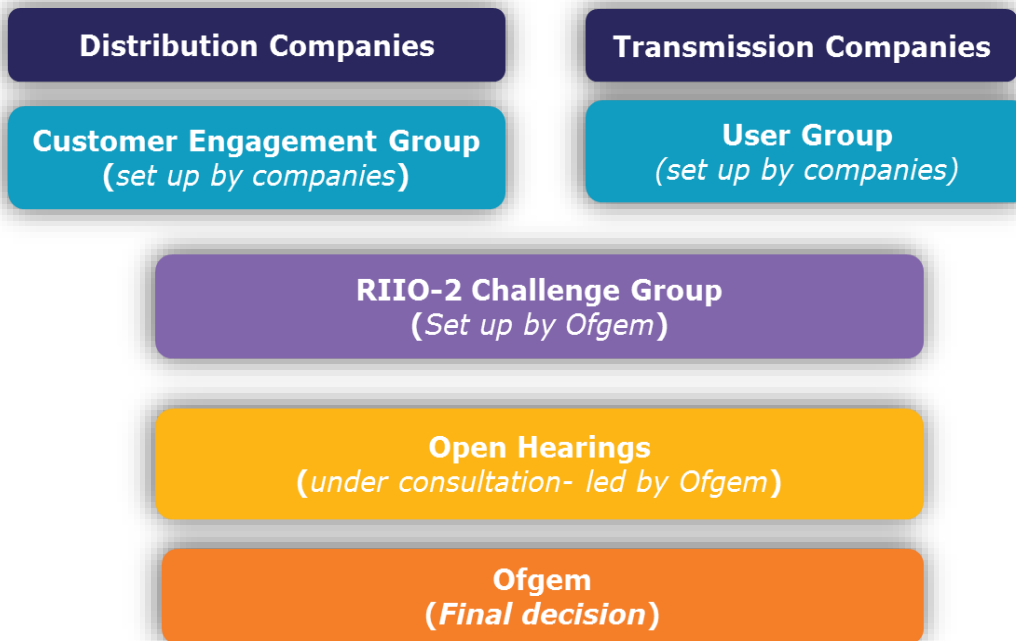 Distribution Companies
Transmission Companies
Customer Engagement Group
(set up by companies)
User Group
(set up by companies)
RIIO-2 Challenge Group
(Set up by Ofgem)
Open Hearings
(under consultation- led by Ofgem)
Ofgem
(Final decision)